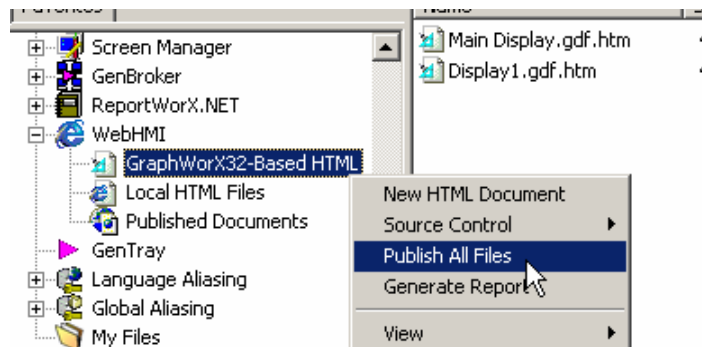 Favorites
Name
Screen Manager
GenBroker
ReportWorX.NET
WebHMI
GraphWorX32-Based HTML
Local HTML Files
Published Documents
GenTray
Language Aliasing
Global Aliasing
My Files
Main Display.gdf.htm
Display1.gdf.htm
New HTML Document
Source Control
Publish All Files
Generate Report
View